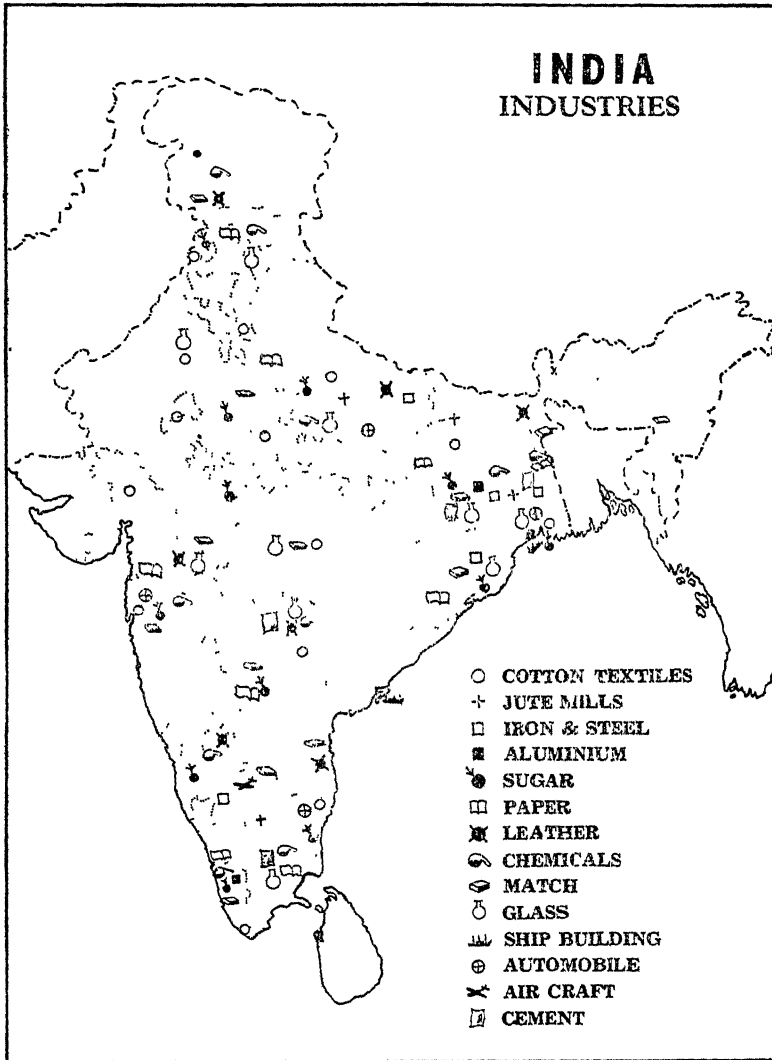 INDIA
INDUSTRIES
COTTON TEXTILES
JUTE MILLS
IRON & STEEL
ALUMINIUM
SUGAR
PAPER
LEATHER
CHEMICALS
MATCH
GLASS
SHIP BUILDING
AUTOMOBILE
AIR CRAFT
CEMENT